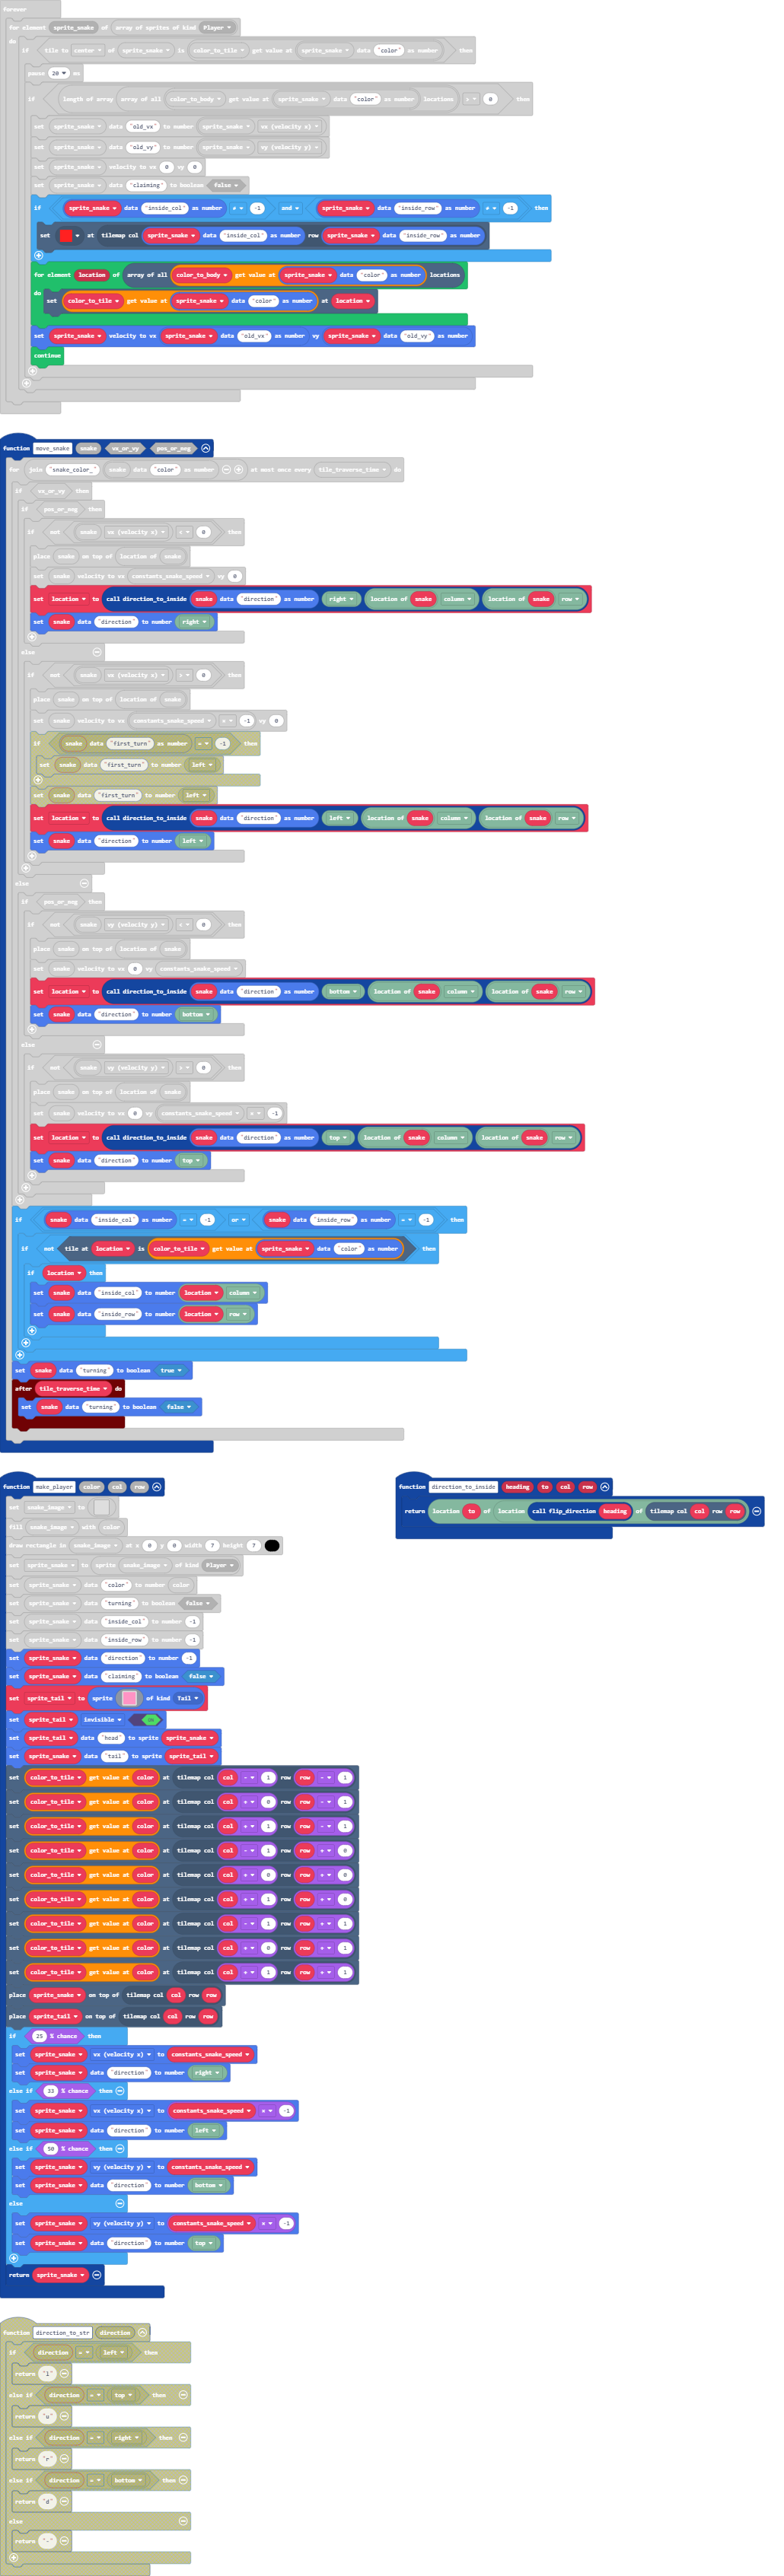 forever
for element sprite_snake of array of sprites of kind Player
do
if tile to center of sprite_snake is color_to_tile get value at sprite_snake data "color" as number then
pause 20 ms
if length of array array of all color_to_body get value at sprite_snake data "color" as number locations 0 then
set sprite_snake data "old_vx" to number sprite_snake vx (velocity x)
set sprite_snake data "old_vy" to number sprite_snake vy (velocity y)
set sprite_snake velocity to vx 0 vy 0
set sprite_snake data "claiming" to boolean false
if sprite_snake data "inside_col" as number ≠ -1 and sprite_snake data "inside_row" as number ≠ -1 then
set at tilemap col sprite_snake data "inside_col" as number row sprite_snake data "inside_row" as number
for element location of array of all color_to_body get value at sprite_snake data "color" as number locations
do set color_to_tile get value at sprite_snake data "color" as number at location
set sprite_snake velocity to vx sprite_snake data "old_vx" as number vy sprite_snake data "old_vy" as number
continue
function move_snake snake vx_or_vy pos_or_neg
for join "snake_color_" snake data "color" as number at most once every tile_traverse_time do
if vx_or_vy then
if pos_or_neg then
if not snake vx (velocity x) 0 then
place snake on top of location of snake
set snake velocity to vx constants_snake_speed vy 0
set location to call direction_to_inside snake data "direction" as number right location of snake column location of snake row
set snake data "direction" to number right
else
if not snake vx (velocity x) 0 then
place snake on top of location of snake
set snake velocity to vx constants_snake_speed × -1 vy 0
if snake data "first_turn" as number = -1 then
set snake data "first_turn" to number left
set snake data "first_turn" to number left
set location to call direction_to_inside snake data "direction" as number left location of snake column location of snake row
set snake data "direction" to number left
else
if pos_or_neg then
if not snake vy (velocity y) 0 then
place snake on top of location of snake
set snake velocity to vx 0 vy constants_snake_speed
set location to call direction_to_inside snake data "direction" as number bottom location of snake column location of snake row
set snake data "direction" to number bottom
else
if not snake vy (velocity y) 0 then
place snake on top of location of snake
set snake velocity to vx 0 vy constants_snake_speed × -1
set location to call direction_to_inside snake data "direction" as number top location of snake column location of snake row
set snake data "direction" to number top
if snake data "inside_col" as number = -1 or snake data "inside_row" as number = -1 then
if not tile at location is color_to_tile get value at sprite_snake data "color" as number then
if location then
set snake data "inside_col" to number location column
set snake data "inside_row" to number location row
set snake data "turning" to boolean true
after tile_traverse_time do
set snake data "turning" to boolean false
function make_player color col row
set snake_image to
fill snake_image with color
draw rectangle in snake_image at x 0 y 0 width 7 height 7
set sprite_snake to sprite snake_image of kind Player
set sprite_snake data "color" to number color
set sprite_snake data "turning" to boolean false
set sprite_snake data "inside_col" to number -1
set sprite_snake data "inside_row" to number -1
set sprite_snake data "direction" to number -1
set sprite_snake data "claiming" to boolean false
set sprite_tail to sprite of kind Tail
set sprite_tail invisible on
set sprite_tail data "head" to sprite sprite_snake
set sprite_snake data "tail" to sprite sprite_tail
set color_to_tile get value at color at tilemap col col - 1 row row - 1
set color_to_tile get value at color at tilemap col col + 0 row row - 1
set color_to_tile get value at color at tilemap col col + 1 row row - 1
set color_to_tile get value at color at tilemap col col - 1 row row + 0
set color_to_tile get value at color at tilemap col col + 0 row row + 0
set color_to_tile get value at color at tilemap col col + 1 row row + 0
set color_to_tile get value at color at tilemap col col - 1 row row + 1
set color_to_tile get value at color at tilemap col col + 0 row row + 1
set color_to_tile get value at color at tilemap col col + 1 row row + 1
place sprite_snake on top of tilemap col col row row
place sprite_tail on top of tilemap col col row row
if 25 % chance then
set sprite_snake vx (velocity x) to constants_snake_speed
set sprite_snake data "direction" to number right
else if 33 % chance then
set sprite_snake vx (velocity x) to constants_snake_speed × -1
set sprite_snake data "direction" to number left
else if 50 % chance then
set sprite_snake vy (velocity y) to constants_snake_speed
set sprite_snake data "direction" to number bottom
else
set sprite_snake vy (velocity y) to constants_snake_speed × -1
set sprite_snake data "direction" to number top
return sprite_snake
function direction_to_inside heading to col row
return location to of location call flip_direction heading of tilemap col col row row
function direction_to_str direction
if direction = left then
return "l"
else if direction = top then
return "u"
else if direction = right then
return "r"
else if direction = bottom then
return "d"
else
return "-"